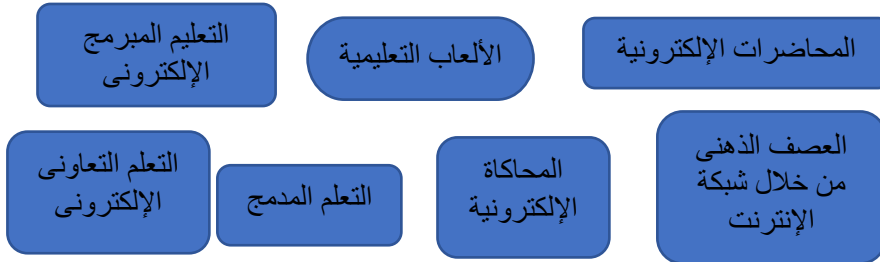 المحاضرات الإلكترونية
الألعاب التعليمية
التعليم المبرمج
الإلكترونى
العصف الذهنى
من خلال شبكة
الإنترنت
المحاكاة
الإلكترونية
التعلم المدمج
التعلم التعاونى
الإلكترونى